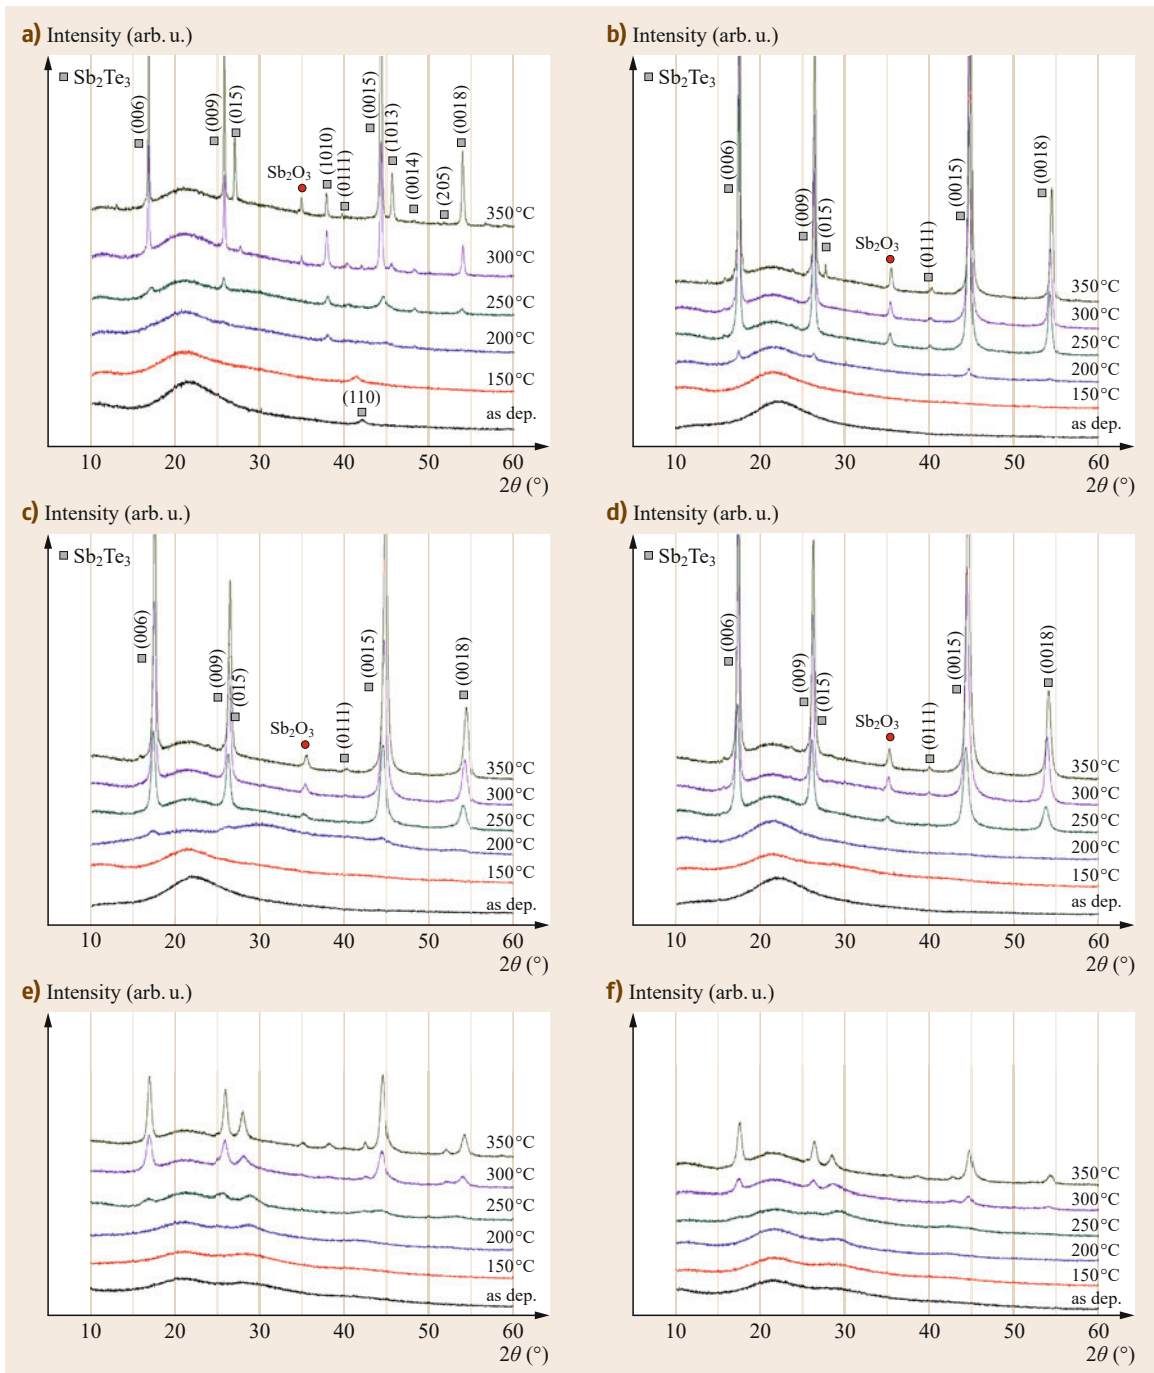 a) Intensity (arb. u.)
Sb₂Te₃
(006)
(009)
(015)
Sb₂O₃
(1010)
(0111)
(0015)
(1013)
(0014)
(205)
(0018)
350 °C
300 °C
250 °C
200 °C
150 °C
(110)
as dep.
10 20 30 40 50 60
2θ (°)
b) Intensity (arb. u.)
Sb₂Te₃
(006)
(009)
(015)
Sb₂O₃
(0111)
(0015)
(0018)
350 °C
300 °C
250 °C
200 °C
150 °C
as dep.
10 20 30 40 50 60
2θ (°)
c) Intensity (arb. u.)
Sb₂Te₃
(006)
(009)
(015)
Sb₂O₃
(0111)
(0015)
(0018)
350 °C
300 °C
250 °C
200 °C
150 °C
as dep.
10 20 30 40 50 60
2θ (°)
d) Intensity (arb. u.)
Sb₂Te₃
(006)
(009)
(015)
Sb₂O₃
(0111)
(0015)
(0018)
350 °C
300 °C
250 °C
200 °C
150 °C
as dep.
10 20 30 40 50 60
2θ (°)
e) Intensity (arb. u.)
350 °C
300 °C
250 °C
200 °C
150 °C
as dep.
10 20 30 40 50 60
2θ (°)
f) Intensity (arb. u.)
350 °C
300 °C
250 °C
200 °C
150 °C
as dep.
10 20 30 40 50 60
2θ (°)